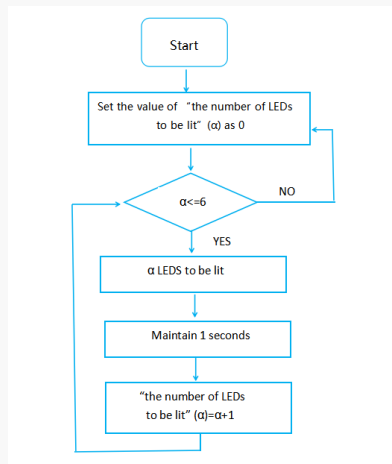 Start
Set the value of “the number of LEDs
to be lit” (α) as 0
α<=6
NO
YES
α LEDS to be lit
Maintain 1 seconds
“the number of LEDs
to be lit” (α)=α+1